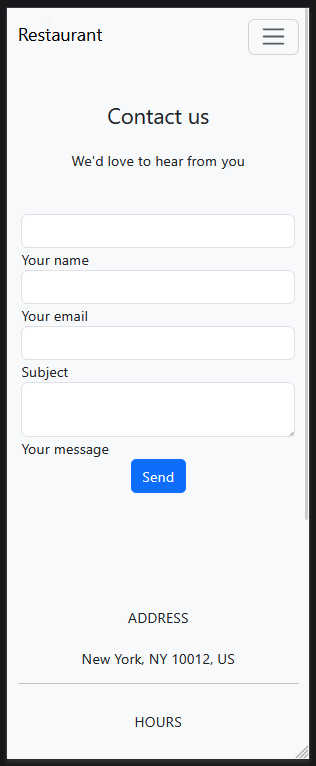 Restaurant
Contact us
We'd love to hear from you
Your name
Your email
Subject
Your message
Send
ADDRESS
New York, NY 10012, US
HOURS